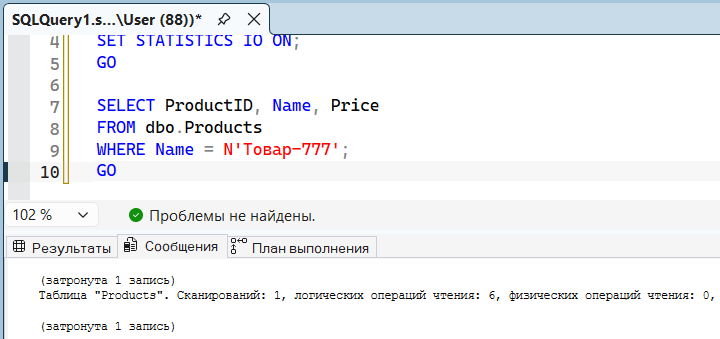 SQLQuery1.s...\User (88))*
4 SET STATISTICS IO ON;
5 GO
6
7 SELECT ProductID, Name, Price
8 FROM dbo.Products
9 WHERE Name = N'Товар-777';
10 GO
102 %
Проблемы не найдены.
Результаты
Сообщения
План выполнения
(затронута 1 запись)
Таблица "Products". Сканирований: 1, логических операций чтения: 6, физических операций чтения: 0,
(затронута 1 запись)